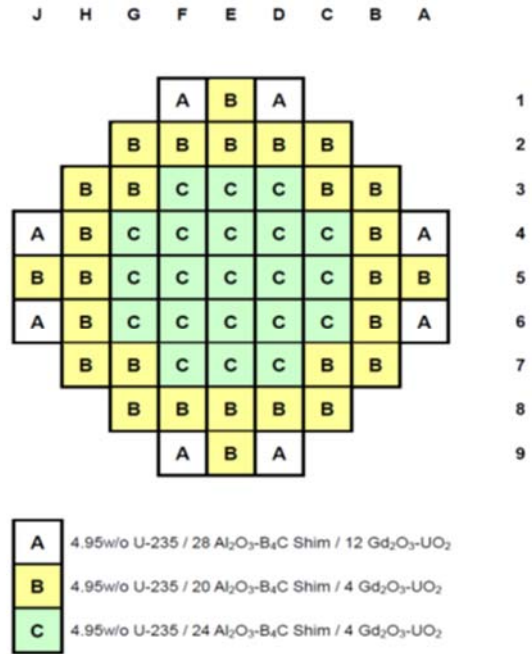 J H G F E D C B A
A B A 1
B B B B B 2
B B C C C B B 3
A B C C C C C B A 4
B B C C C C C B B 5
A B C C C C C B A 6
B B C C C B B 7
B B B B B 8
A B A 9
A 4.95w/o U-235 / 28 Al₂O₃-B₄C Shim / 12 Gd₂O₃-UO₂
B 4.95w/o U-235 / 20 Al₂O₃-B₄C Shim / 4 Gd₂O₃-UO₂
C 4.95w/o U-235 / 24 Al₂O₃-B₄C Shim / 4 Gd₂O₃-UO₂